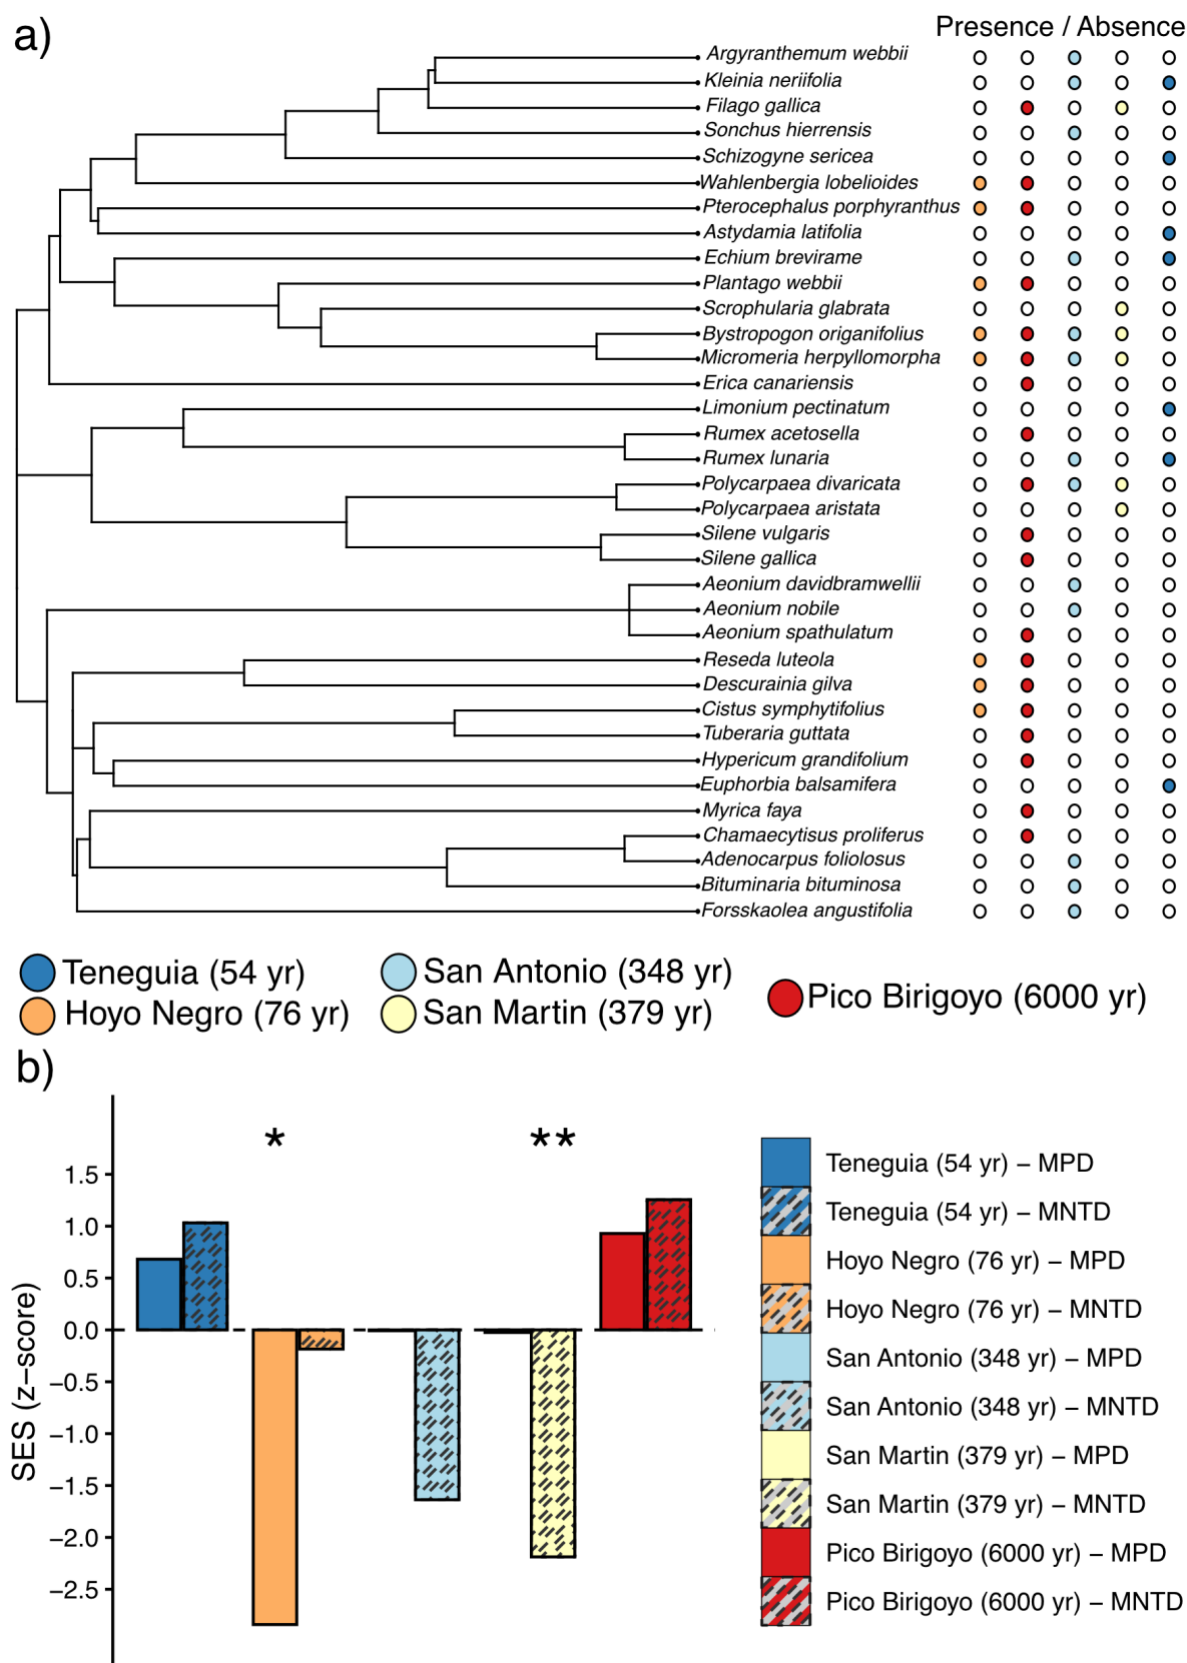 a)
Presence / Absence
Argyranthemum webbii
Kleinia neriifolia
Filago gallica
Sonchus hierrensis
Schizogyne sericea
Wahlenbergia lobelioides
Pterocephalus porphyranthus
Astydamia latifolia
Echium brevirame
Plantago webbii
Scrophularia glabrata
Bystropogon origanifolius
Micromeria herpyllomorpha
Erica canariensis
Limonium pectinatum
Rumex acetosella
Rumex lunaria
Polycarpaea divaricata
Polycarpaea aristata
Silene vulgaris
Silene gallica
Aeonium davidbramwellii
Aeonium nobile
Aeonium spathulatum
Reseda luteola
Descurainia gilva
Cistus symphytifolius
Tuberaria guttata
Hypericum grandifolium
Euphorbia balsamifera
Myrica faya
Chamaecytisus proliferus
Adenocarpus foliolosus
Bituminaria bituminosa
Forsskaolea angustifolia
Teneguia (54 yr)
San Antonio (348 yr)
Pico Birigoyo (6000 yr)
Hoyo Negro (76 yr)
San Martin (379 yr)
b)
* **
1.5
1.0
0.5
0.0
−0.5
−1.0
−1.5
−2.0
−2.5
SES (z−score)
Teneguia (54 yr) − MPD
Teneguia (54 yr) − MNTD
Hoyo Negro (76 yr) − MPD
Hoyo Negro (76 yr) − MNTD
San Antonio (348 yr) − MPD
San Antonio (348 yr) − MNTD
San Martin (379 yr) − MPD
San Martin (379 yr) − MNTD
Pico Birigoyo (6000 yr) − MPD
Pico Birigoyo (6000 yr) − MNTD